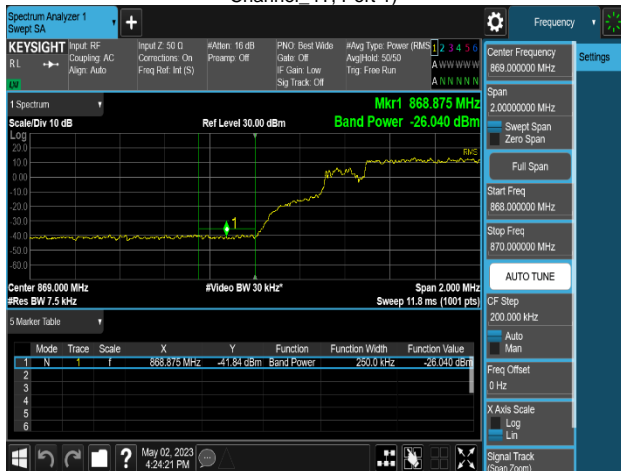 Channel_11, Port 1)
Spectrum Analyzer 1
Swept SA
Frequency
KEYSIGHT
RL
Input: RF
Coupling: AC
Align: Auto
Input Z: 50 Ω
Corrections: On
Freq Ref: Int (S)
#Atten: 16 dB
Preamp: Off
PNO: Best Wide
Gate: Off
IF Gain: Low
Sig Track: Off
#Avg Type: Power (RMS
Avg|Hold: 50/50
Trig: Free Run
1 2 3 4 5 6
A W W W W W
A N N N N N
1 Spectrum
Scale/Div 10 dB
Ref Level 30.00 dBm
Mkr1 868.875 MHz
Band Power -26.040 dBm
Log
20.0
10.0
0.00
-10.0
-20.0
-30.0
-40.0
-50.0
-60.0
RMS
1
Center 869.000 MHz
#Video BW 30 kHz*
Span 2.000 MHz
#Res BW 7.5 kHz
Sweep 11.8 ms (1001 pts)
5 Marker Table
Mode Trace Scale X Y Function Function Width Function Value
1 N 1 f 868.875 MHz -41.84 dBm Band Power 250.0 kHz -26.040 dBm
2
3
4
5
6
May 02, 2023
4:24:21 PM
Settings
Center Frequency
869.000000 MHz
Span
2.00000000 MHz
Swept Span
Zero Span
Full Span
Start Freq
868.000000 MHz
Stop Freq
870.000000 MHz
AUTO TUNE
CF Step
200.000 kHz
Auto
Man
Freq Offset
0 Hz
X Axis Scale
Log
Lin
Signal Track
(Span Zoom)